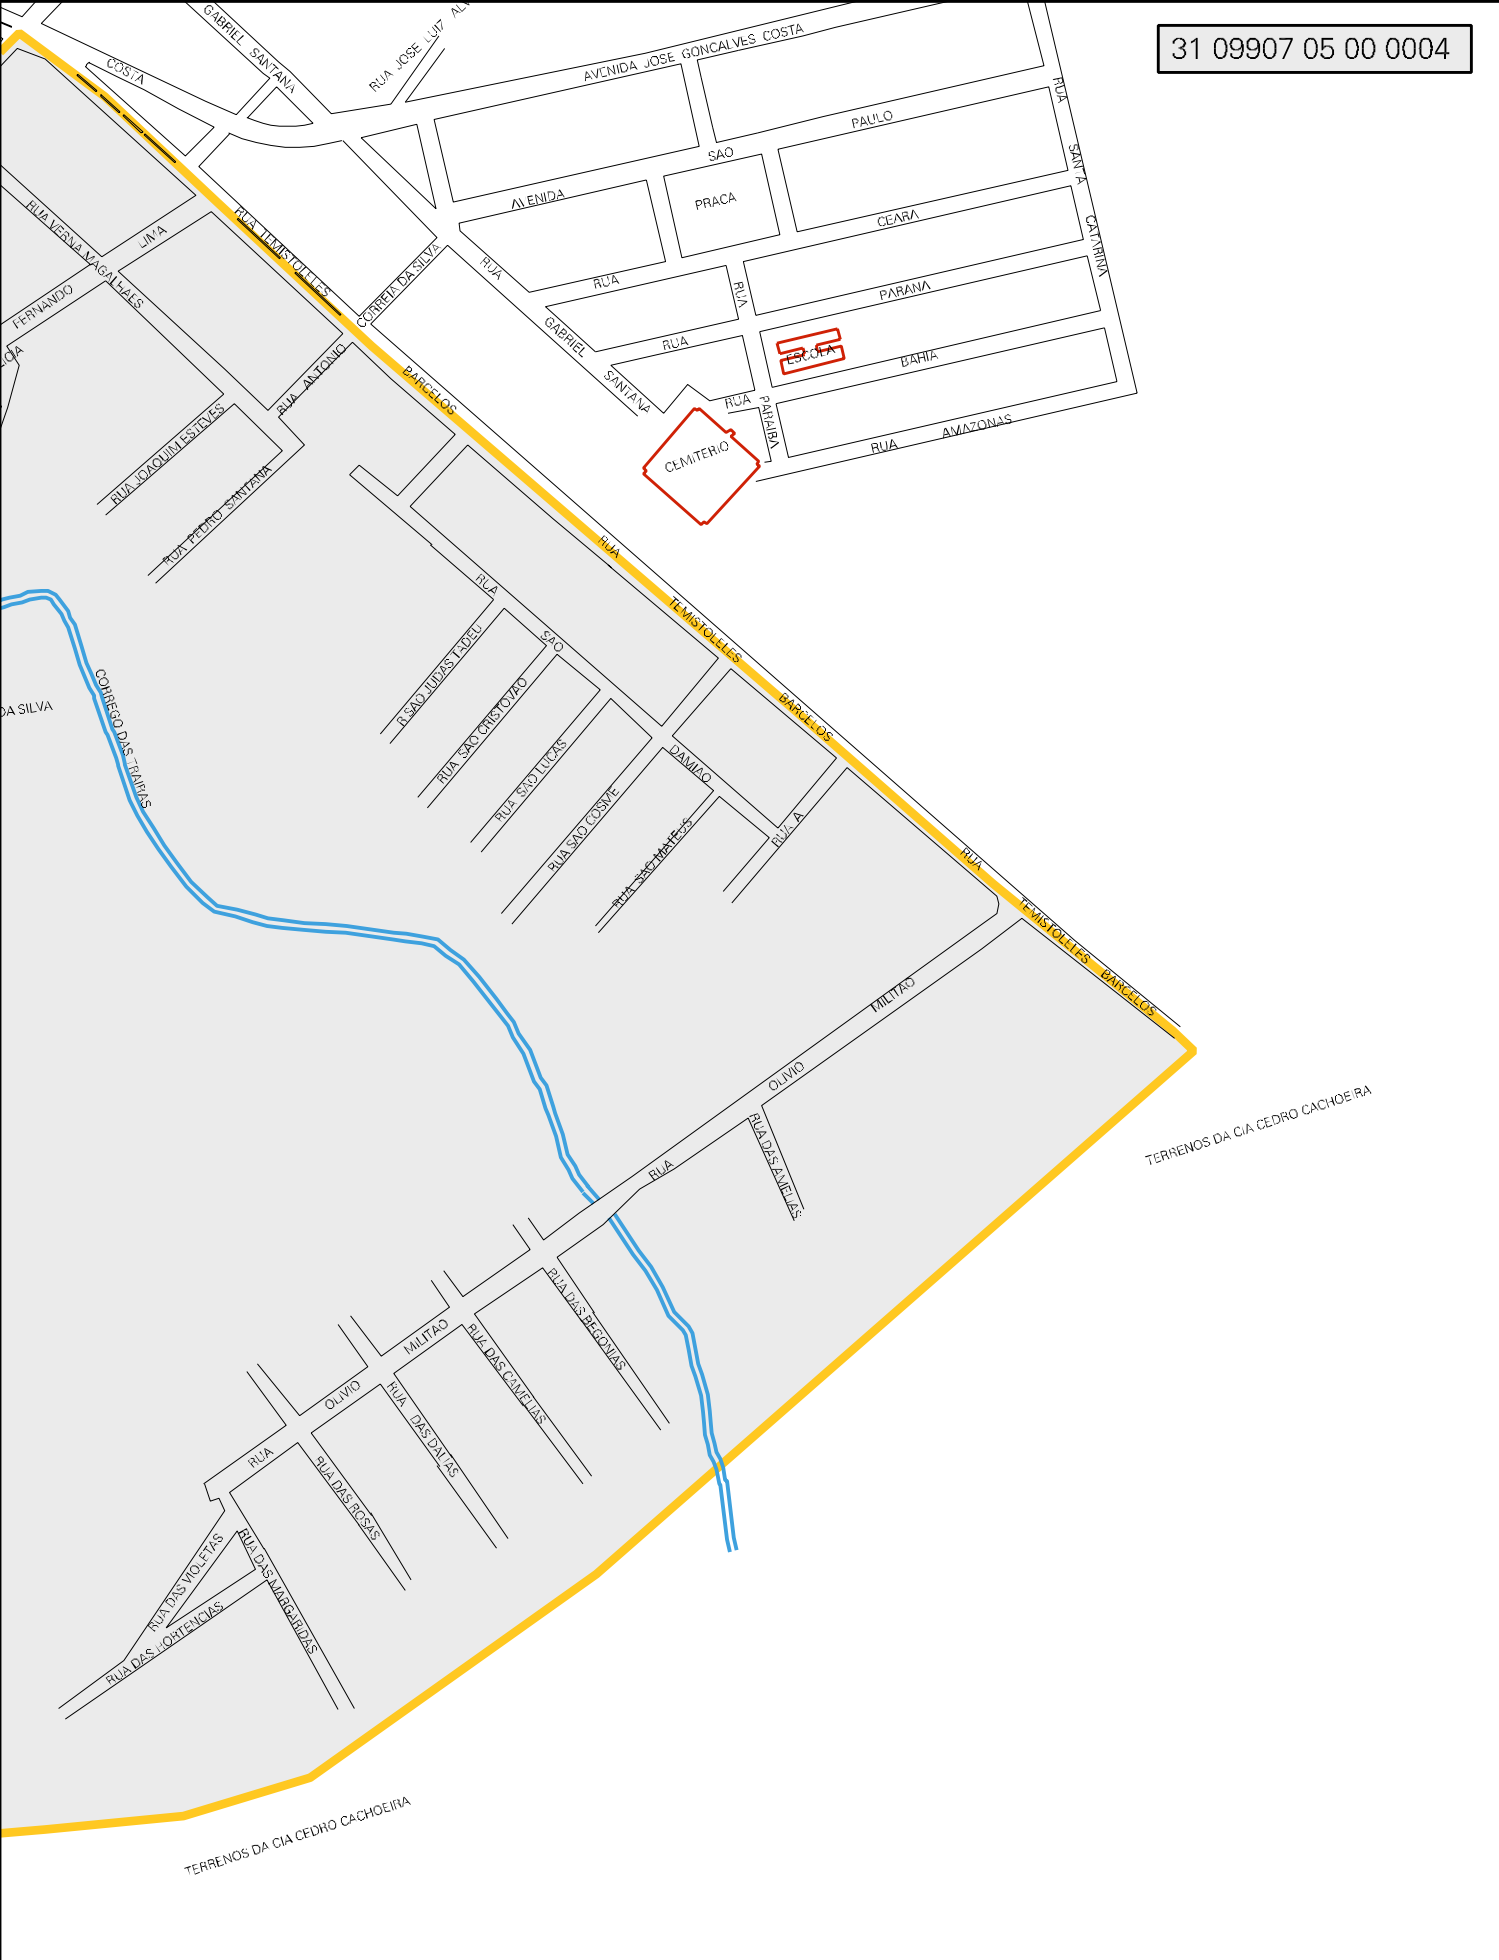 31 09907 05 00 0004
GABRIEL SANTANA
RUA JOSE LUIZ
COSTA
AVENIDA JOSE GONCALVES COSTA
RUA SANTA CATARINA
AVENIDA SAO PAULO
PRACA
RUA CEARA
RUA PARANA
RUA BAHIA
RUA AMAZONAS
RUA PARAIBA
ESCOLA
CEMITERIO
RUA GABRIEL SANTANA
RUA VERNA MAGALHAES
FERNANDO LIMA
RUA ANTONIO CORREIA DA SILVA
RUA TEMISTOLELES BARCELOS
RUA JOAQUIM ESTEVES
RUA PEDRO SANTANA
RUA TEMISTOLELES BARCELOS
RUA SAO DAMIAO
R SAO JUDAS TADEU
RUA SAO CRISTOVAO
RUA SAO LUCAS
RUA SAO COSME
RUA SAO MATEUS
RUA A
DA SILVA
CORREGO DAS TRAIRAS
RUA TEMISTOLELES BARCELOS
RUA OLIVIO MILITAO
RUA DAS AMELIAS
TERRENOS DA CIA CEDRO CACHOEIRA
RUA DAS BEGONIAS
RUA DAS CAMELIAS
RUA DAS DALIAS
RUA OLIVIO MILITAO
RUA DAS ROSAS
RUA DAS VIOLETAS
RUA DAS MARGARIDAS
RUA DAS HORTENCIAS
TERRENOS DA CIA CEDRO CACHOEIRA